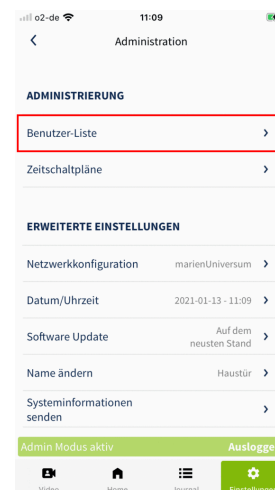 o2-de 11:09
Administration
ADMINISTRIERUNG
Benutzer-Liste
Zeitschaltpläne
ERWEITERTE EINSTELLUNGEN
Netzwerkkonfiguration marienUniversum
Datum/Uhrzeit 2021-01-13 - 11:09
Software Update Auf dem
neusten Stand
Name ändern Haustür
Systeminformationen
senden
Admin Modus aktiv Auslogge
Video Home Journal Einstellungen